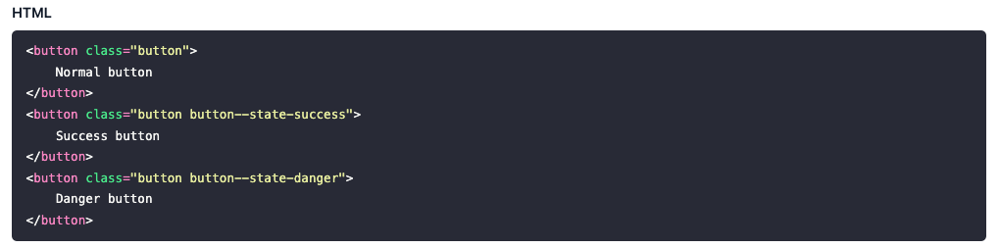 HTML
<button class="button">
    Normal button
</button>
<button class="button button--state-success">
    Success button
</button>
<button class="button button--state-danger">
    Danger button
</button>